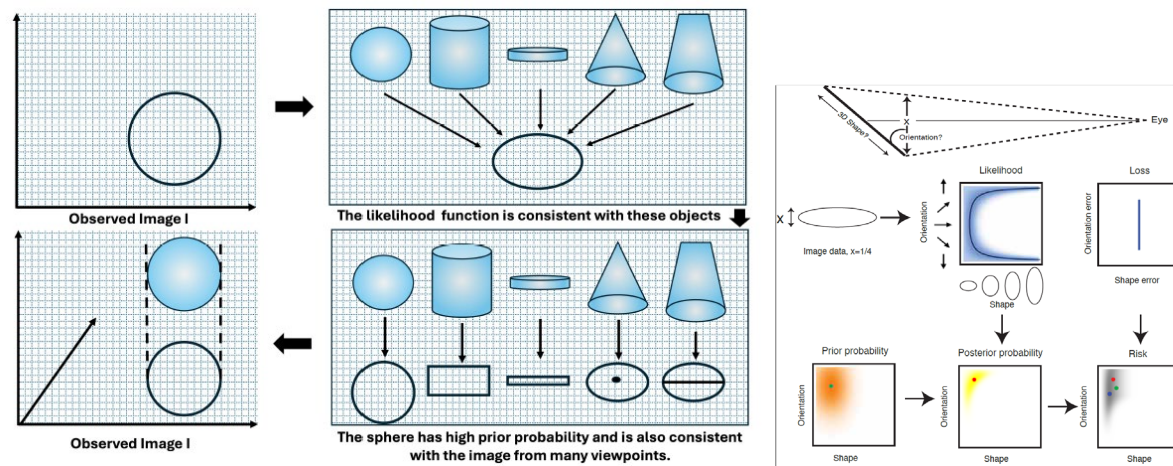 Observed Image I
The likelihood function is consistent with these objects
Observed Image I
The sphere has high prior probability and is also consistent
with the image from many viewpoints.
3D Shape?
X
Orientation?
Eye
Likelihood
Loss
X
Orientation
Orientation error
Image data, x=1/4
Shape
Shape error
Prior probability
Posterior probability
Risk
Orientation
Orientation
Orientation
Shape
Shape
Shape